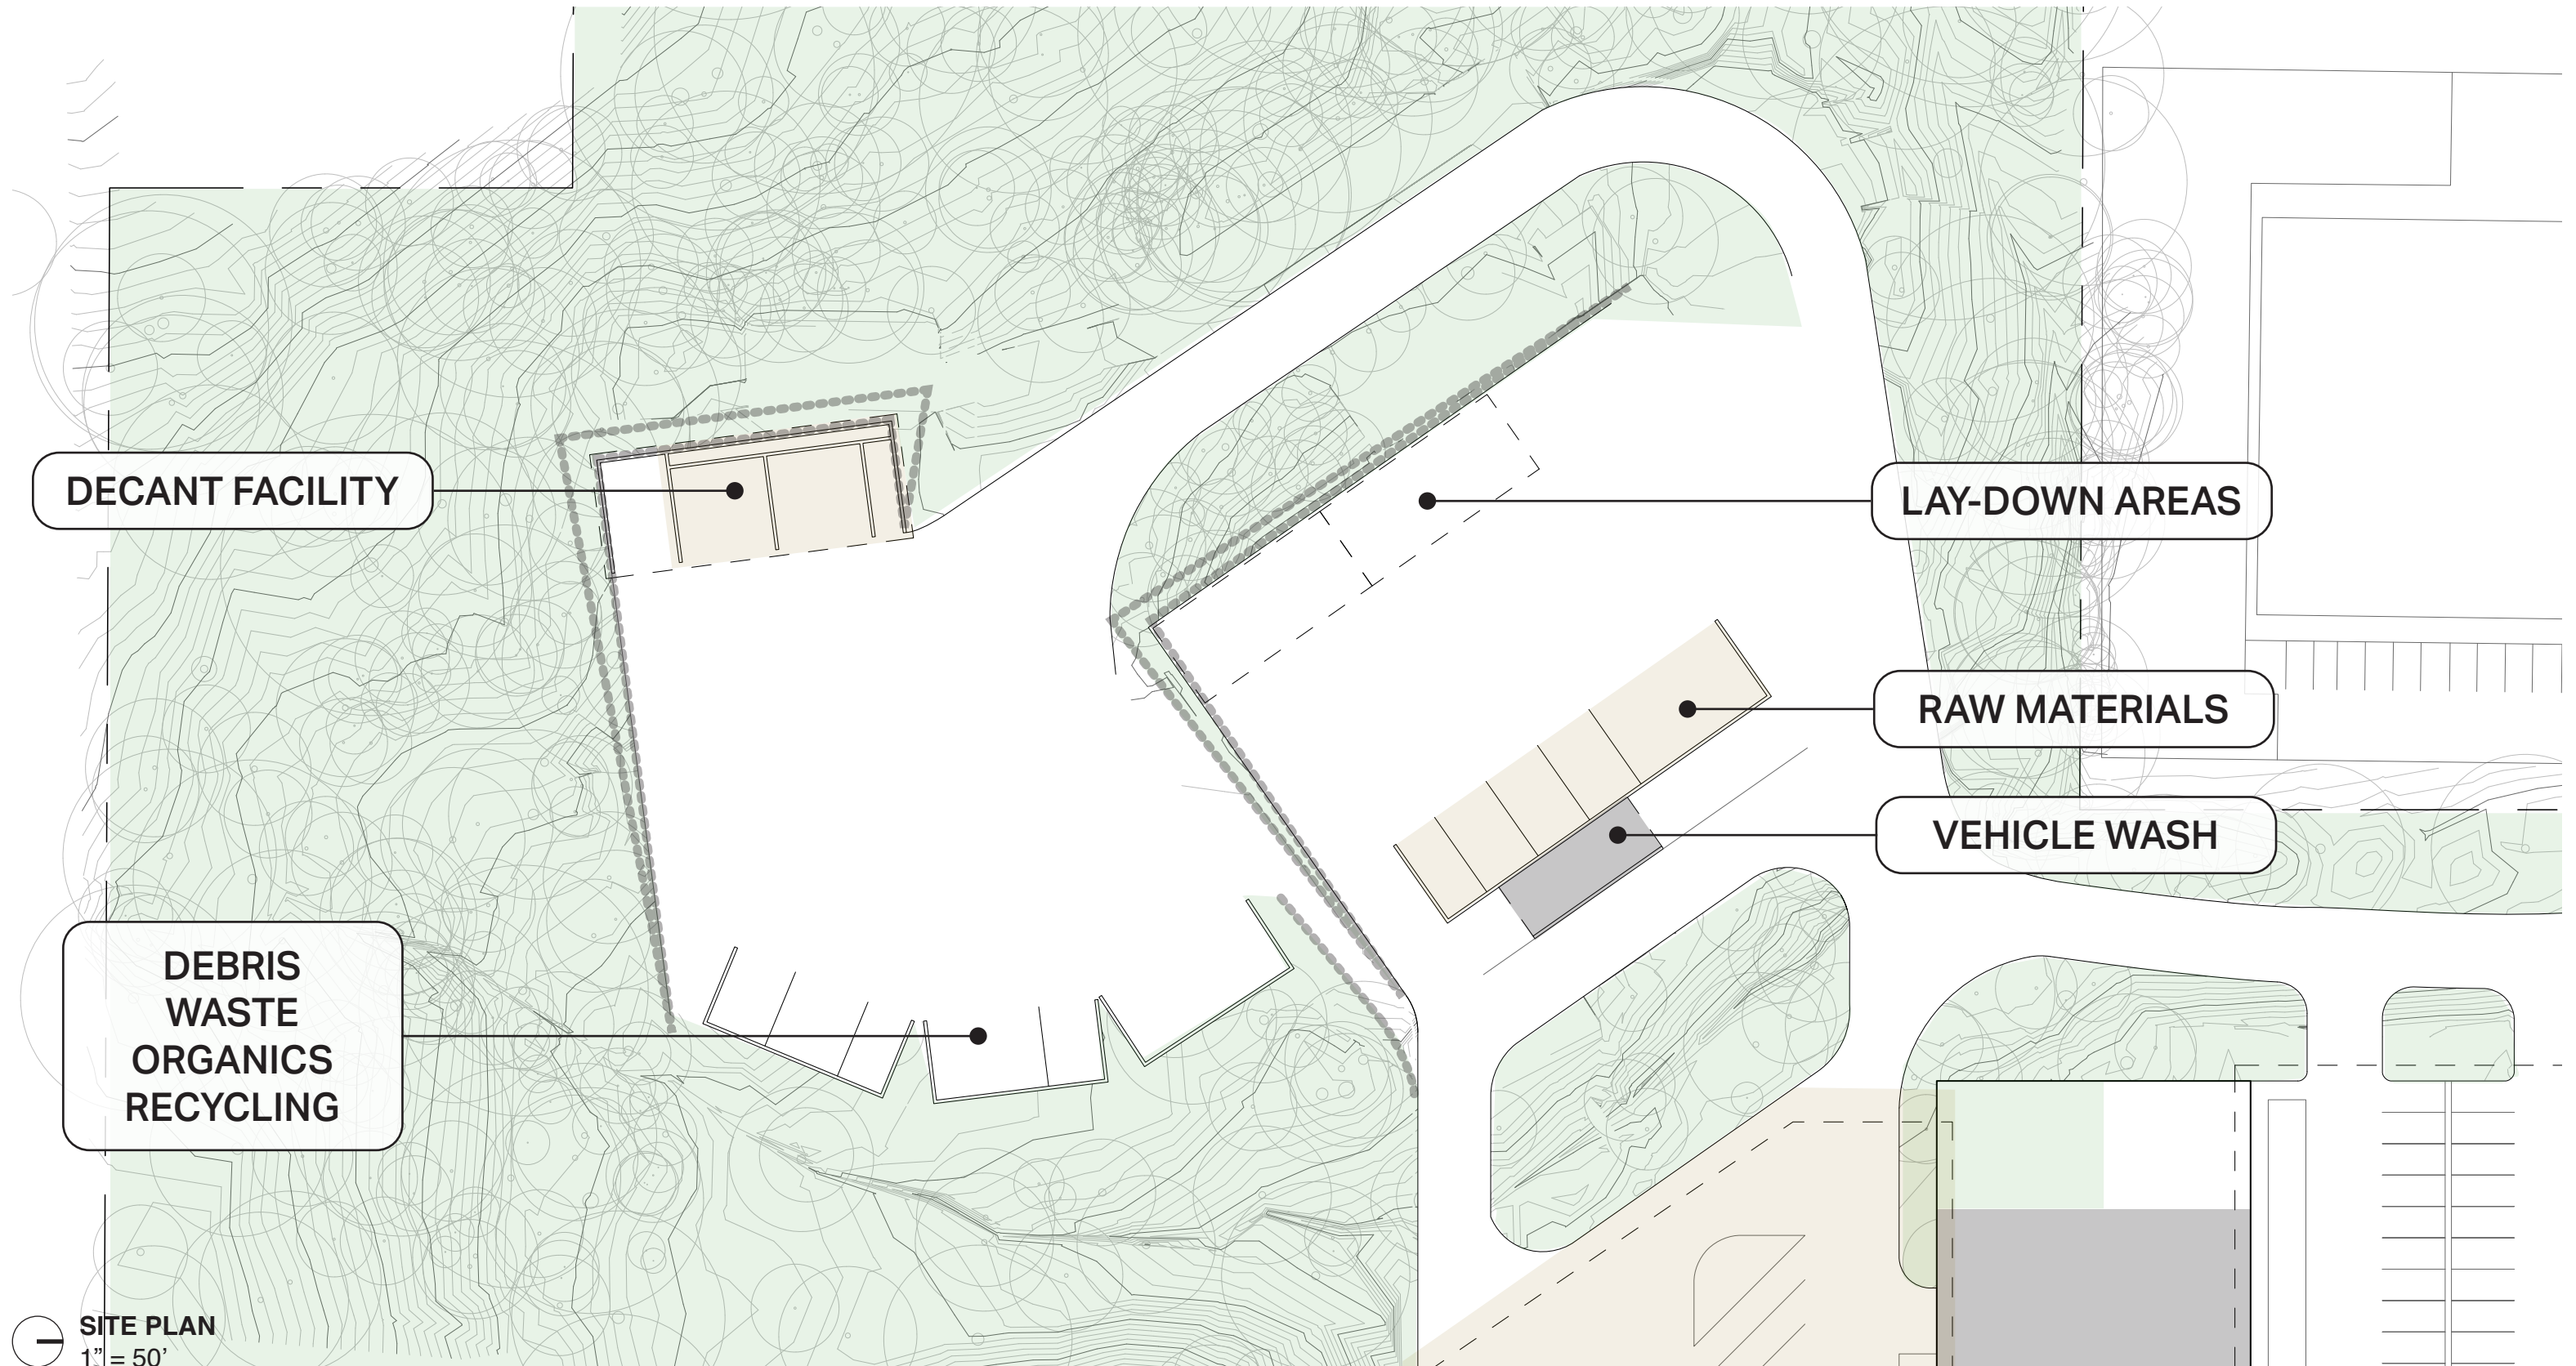 DECANT FACILITY
LAY-DOWN AREAS
RAW MATERIALS
VEHICLE WASH
DEBRIS
WASTE
ORGANICS
RECYCLING
SITE PLAN
1” = 50’